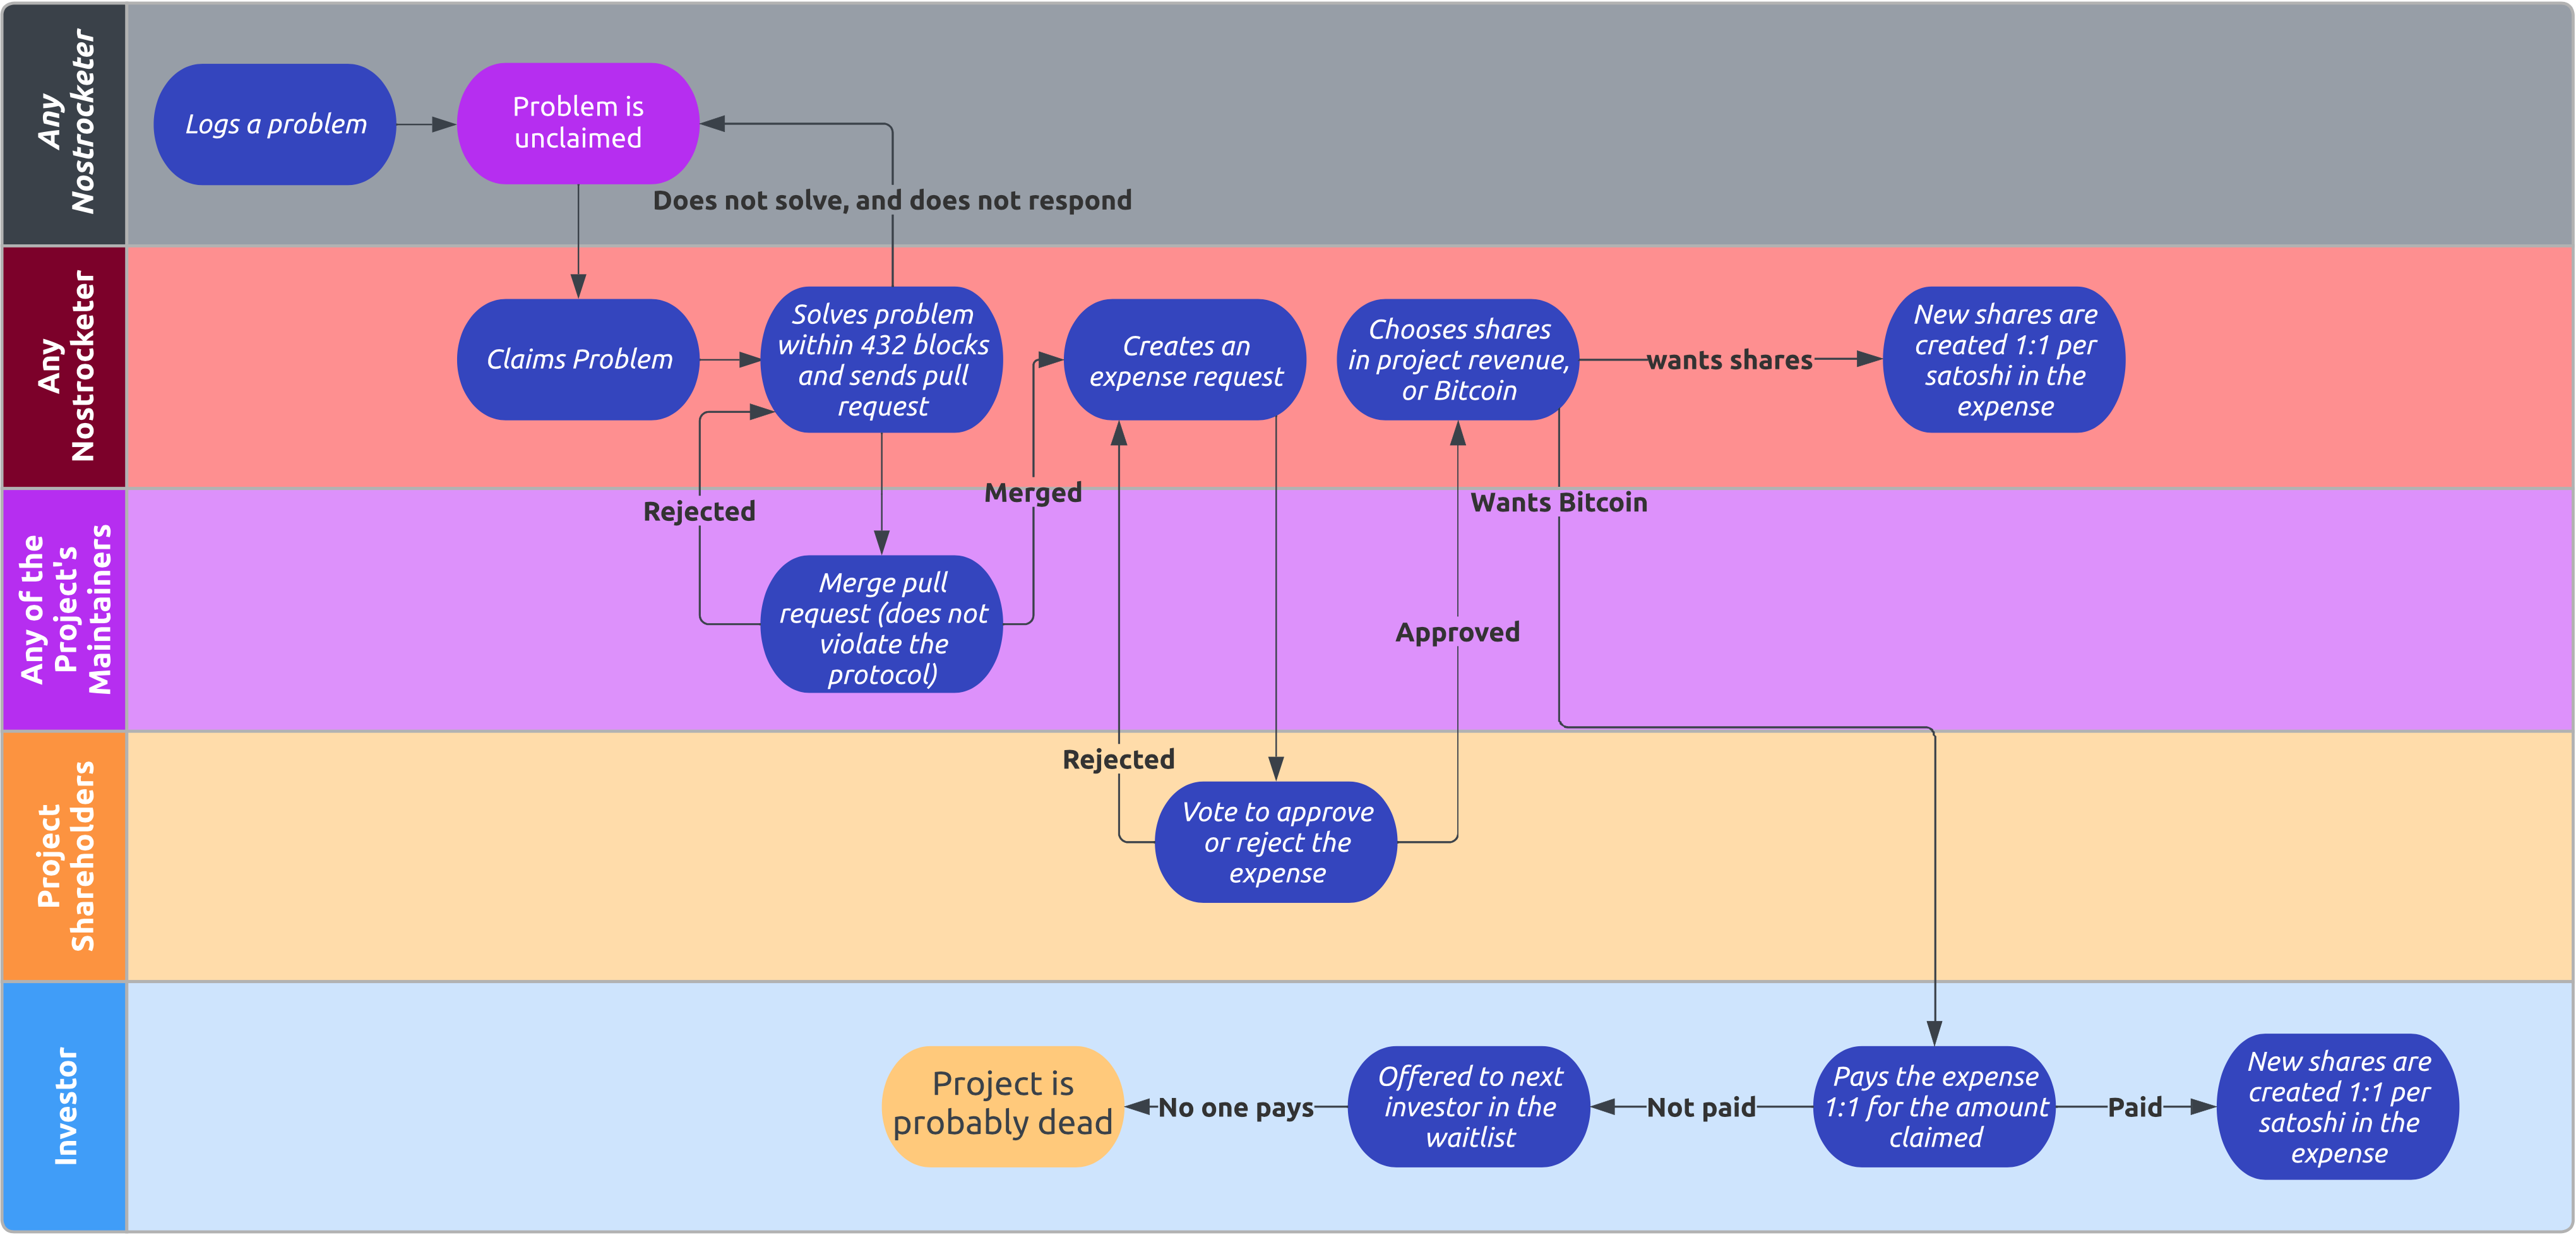 Any
Nostrocketer
Logs a problem
Problem is
unclaimed
Does not solve, and does not respond
Any
Nostrocketer
Claims Problem
Solves problem
within 432 blocks
and sends pull
request
Creates an
expense request
Chooses shares
in project revenue,
or Bitcoin
wants shares
New shares are
created 1:1 per
satoshi in the
expense
Any of the
Project's
Maintainers
Rejected
Merged
Wants Bitcoin
Merge pull
request (does not
violate the
protocol)
Approved
Project
Shareholders
Rejected
Vote to approve
or reject the
expense
Investor
Project is
probably dead
No one pays
Offered to next
investor in the
waitlist
Not paid
Pays the expense
1:1 for the amount
claimed
Paid
New shares are
created 1:1 per
satoshi in the
expense